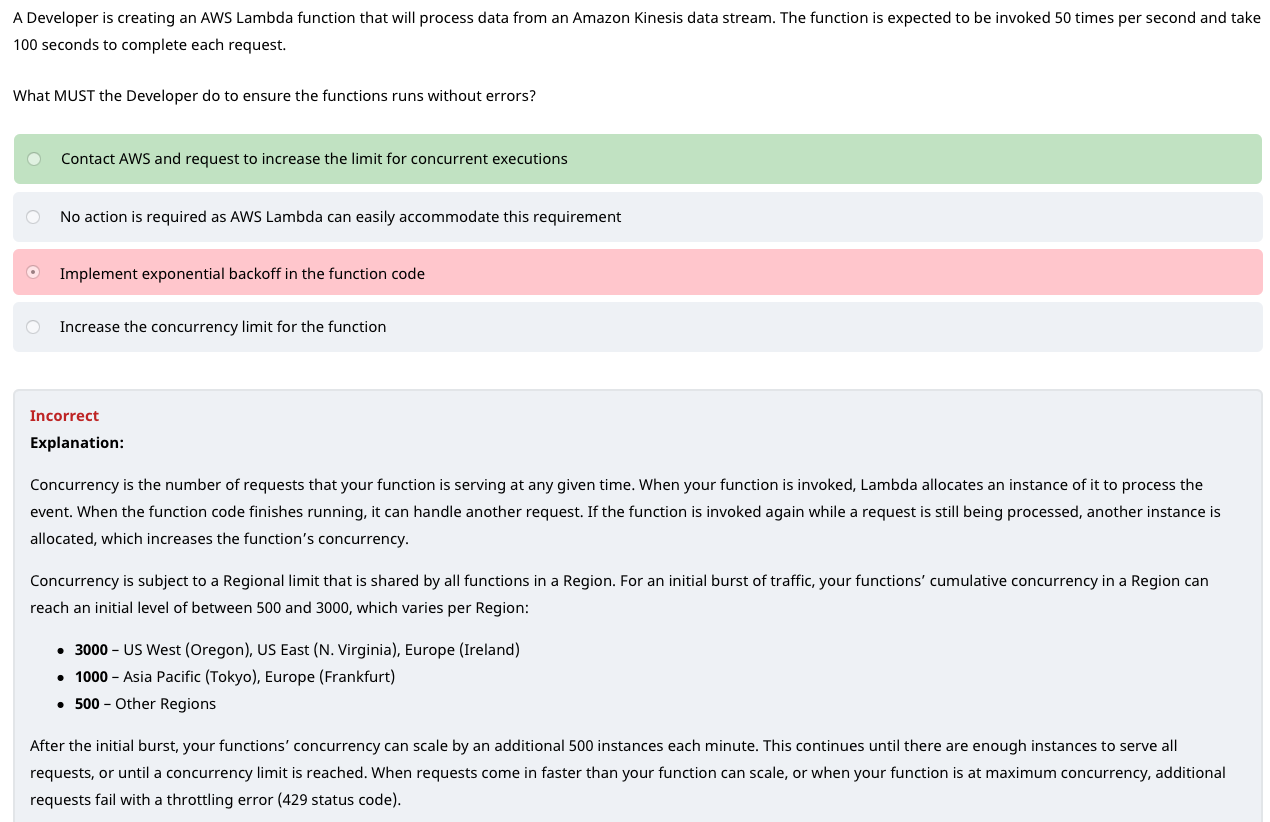 A Developer is creating an AWS Lambda function that will process data from an Amazon Kinesis data stream. The function is expected to be invoked 50 times per second and take
100 seconds to complete each request.
What MUST the Developer do to ensure the functions runs without errors?
Contact AWS and request to increase the limit for concurrent executions
No action is required as AWS Lambda can easily accommodate this requirement
Implement exponential backoff in the function code
Increase the concurrency limit for the function
Incorrect
Explanation:
Concurrency is the number of requests that your function is serving at any given time. When your function is invoked, Lambda allocates an instance of it to process the
event. When the function code finishes running, it can handle another request. If the function is invoked again while a request is still being processed, another instance is
allocated, which increases the function’s concurrency.
Concurrency is subject to a Regional limit that is shared by all functions in a Region. For an initial burst of traffic, your functions’ cumulative concurrency in a Region can
reach an initial level of between 500 and 3000, which varies per Region:
• 3000 – US West (Oregon), US East (N. Virginia), Europe (Ireland)
• 1000 – Asia Pacific (Tokyo), Europe (Frankfurt)
• 500 – Other Regions
After the initial burst, your functions’ concurrency can scale by an additional 500 instances each minute. This continues until there are enough instances to serve all
requests, or until a concurrency limit is reached. When requests come in faster than your function can scale, or when your function is at maximum concurrency, additional
requests fail with a throttling error (429 status code).